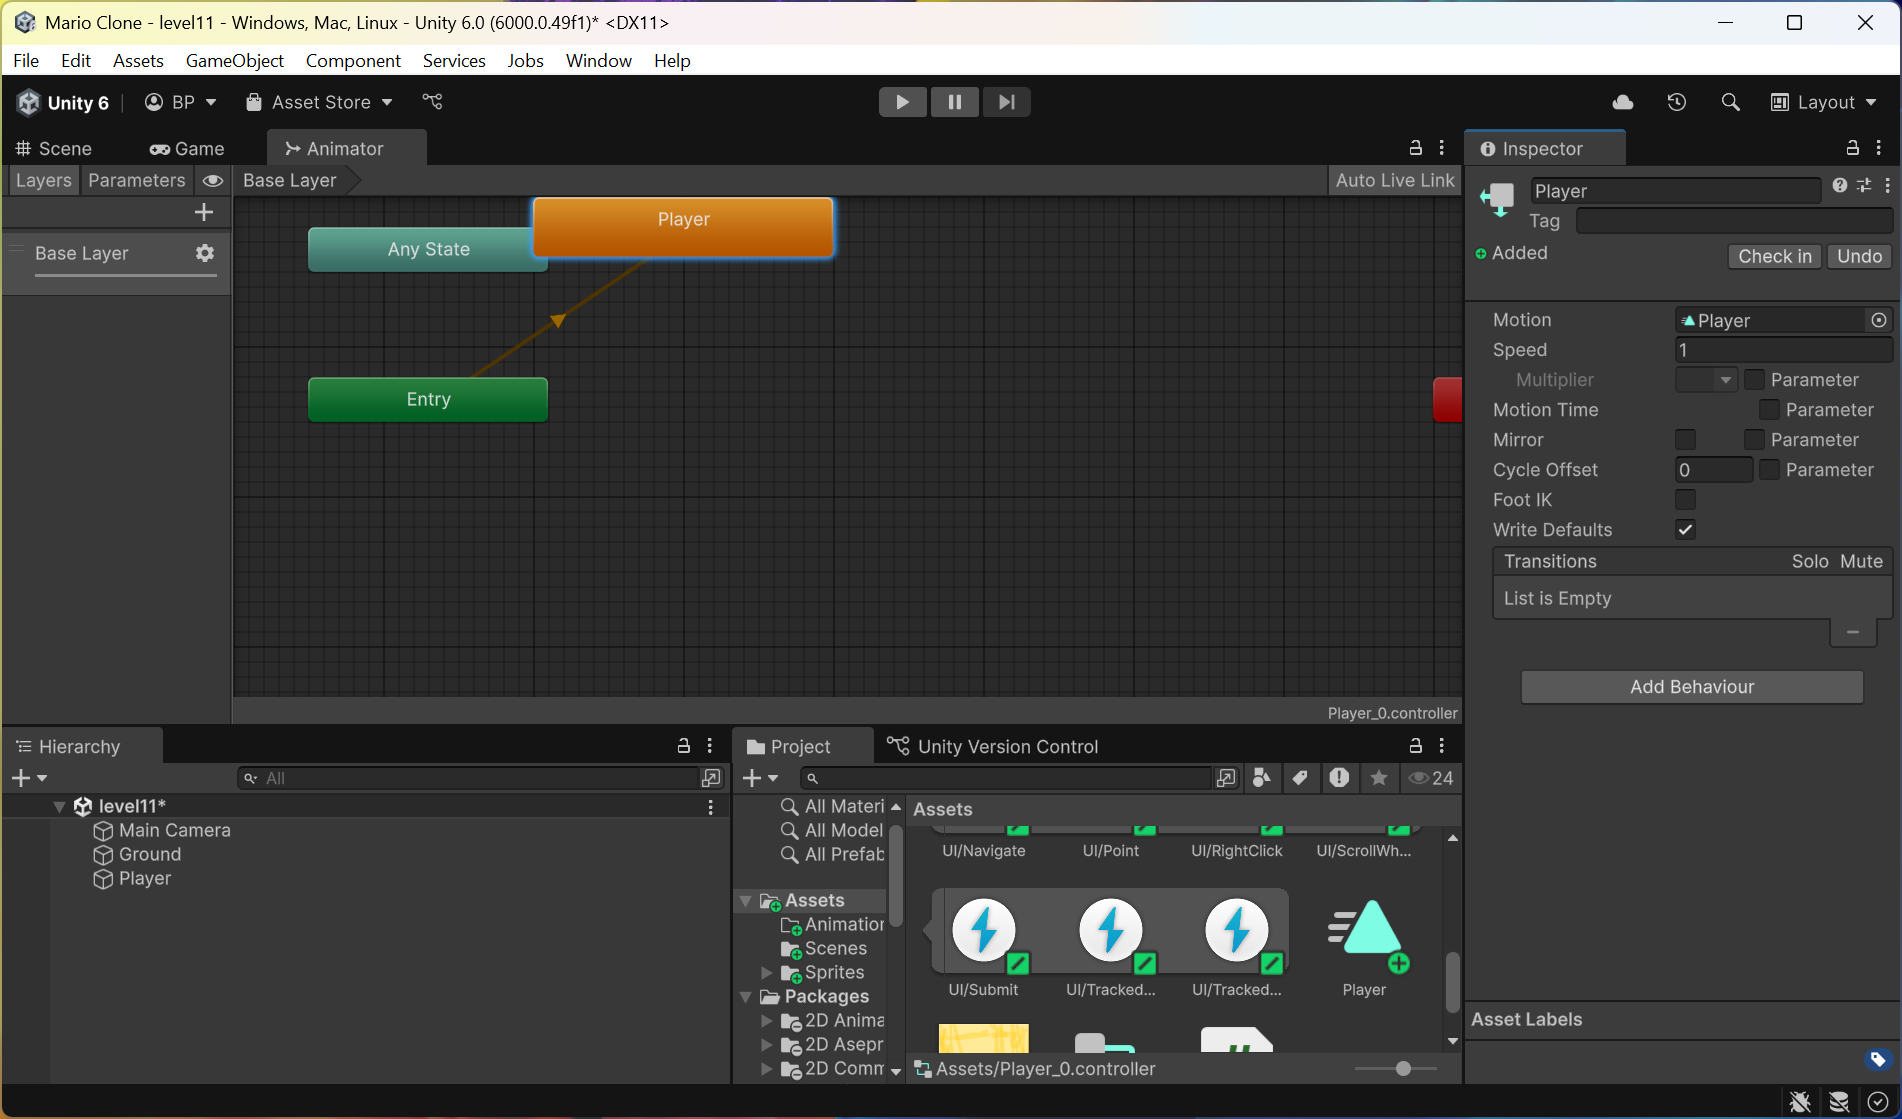 Mario Clone - level11 - Windows, Mac, Linux - Unity 6.0 (6000.0.49f1)* <DX11>
File Edit Assets GameObject Component Services Jobs Window Help
Unity 6 BP Asset Store Layout
Scene Game Animator
Layers Parameters Base Layer Auto Live Link
Base Layer
Any State
Player
Entry
Player_0.controller
Inspector
Player
Tag
Added Check in Undo
Motion Player
Speed 1
Multiplier Parameter
Motion Time Parameter
Mirror Parameter
Cycle Offset 0 Parameter
Foot IK
Write Defaults
Transitions Solo Mute
List is Empty
Add Behaviour
Asset Labels
Hierarchy
All
level11*
Main Camera
Ground
Player
Project Unity Version Control
24
All Materi
All Model
All Prefab
Assets
Animation
Scenes
Sprites
Packages
2D Anima
2D Asepr
2D Comm
Assets
UI/Navigate UI/Point UI/RightClick UI/ScrollWh...
UI/Submit UI/Tracked... UI/Tracked... Player
Assets/Player_0.controller